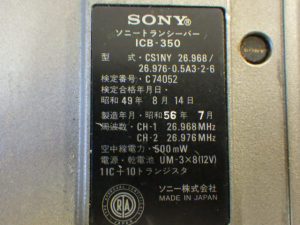 SONY®
ソニートランシーバー
ICB-350
型 式・CS1NY 26.968/
26.976-0.5A3-2-6
検定番号・C74052
検定合格年月日・
昭和 49年 8月 14日
製造年月・昭和56年 7月
周波数・CH-1 26.968MHz
CH-2 26.976MHz
空中線電力・500mW
電源・乾電池 UM-3×8(12V)
1IC+10トランジスタ
ソニー株式会社
MADE IN JAPAN
SONY